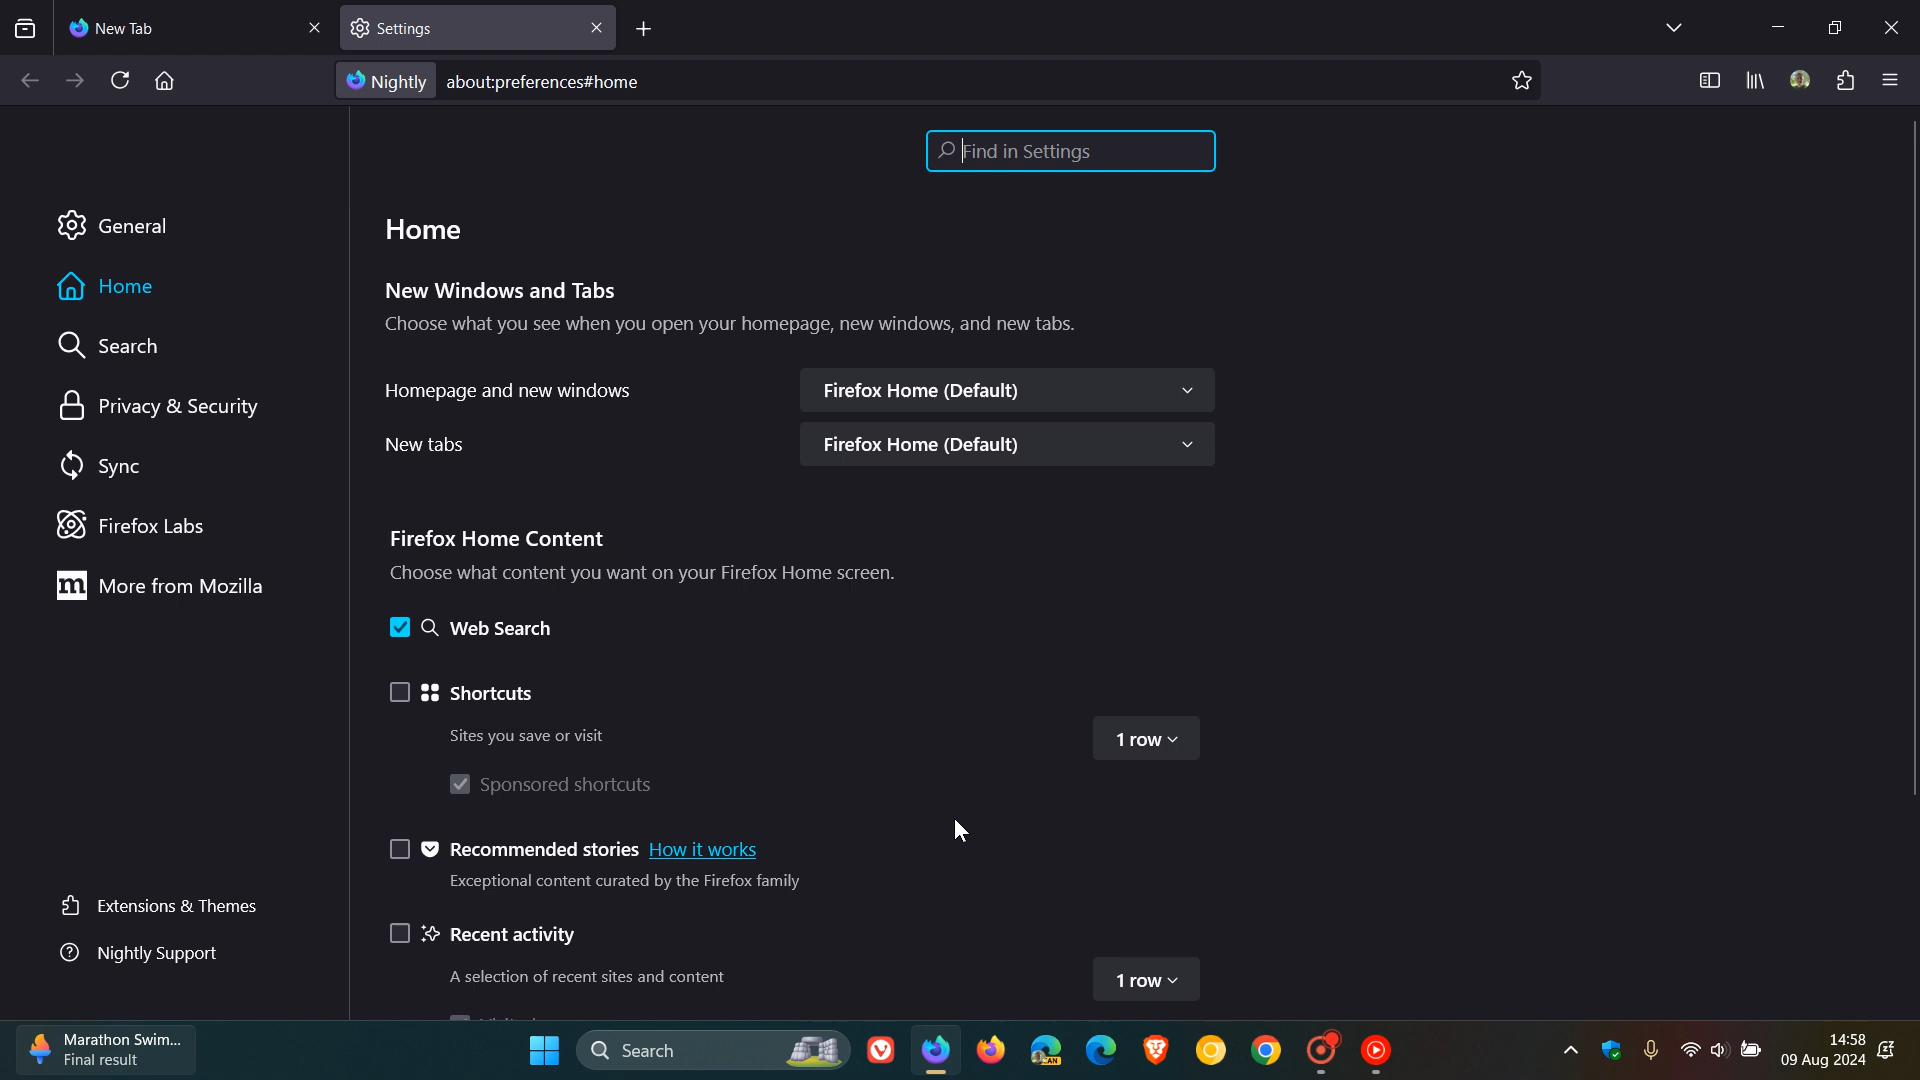 New Tab
Settings
Nightly about:preferences#home
Find in Settings
General
Home
Search
Privacy & Security
Sync
Firefox Labs
More from Mozilla
Extensions & Themes
Nightly Support
Home
New Windows and Tabs
Choose what you see when you open your homepage, new windows, and new tabs.
Homepage and new windows Firefox Home (Default)
New tabs Firefox Home (Default)
Firefox Home Content
Choose what content you want on your Firefox Home screen.
Web Search
Shortcuts
Sites you save or visit 1 row
Sponsored shortcuts
Recommended stories How it works
Exceptional content curated by the Firefox family
Recent activity
A selection of recent sites and content 1 row
Marathon Swim...
Final result
Search
CAN
14:58
09 Aug 2024